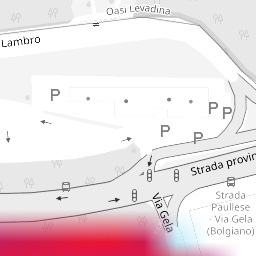 Oasi Levadina
Lambro
P
P
P
P
P
Strada provin
Via Gela
Strada
Paullese
- Via Gela
(Bolgiano)